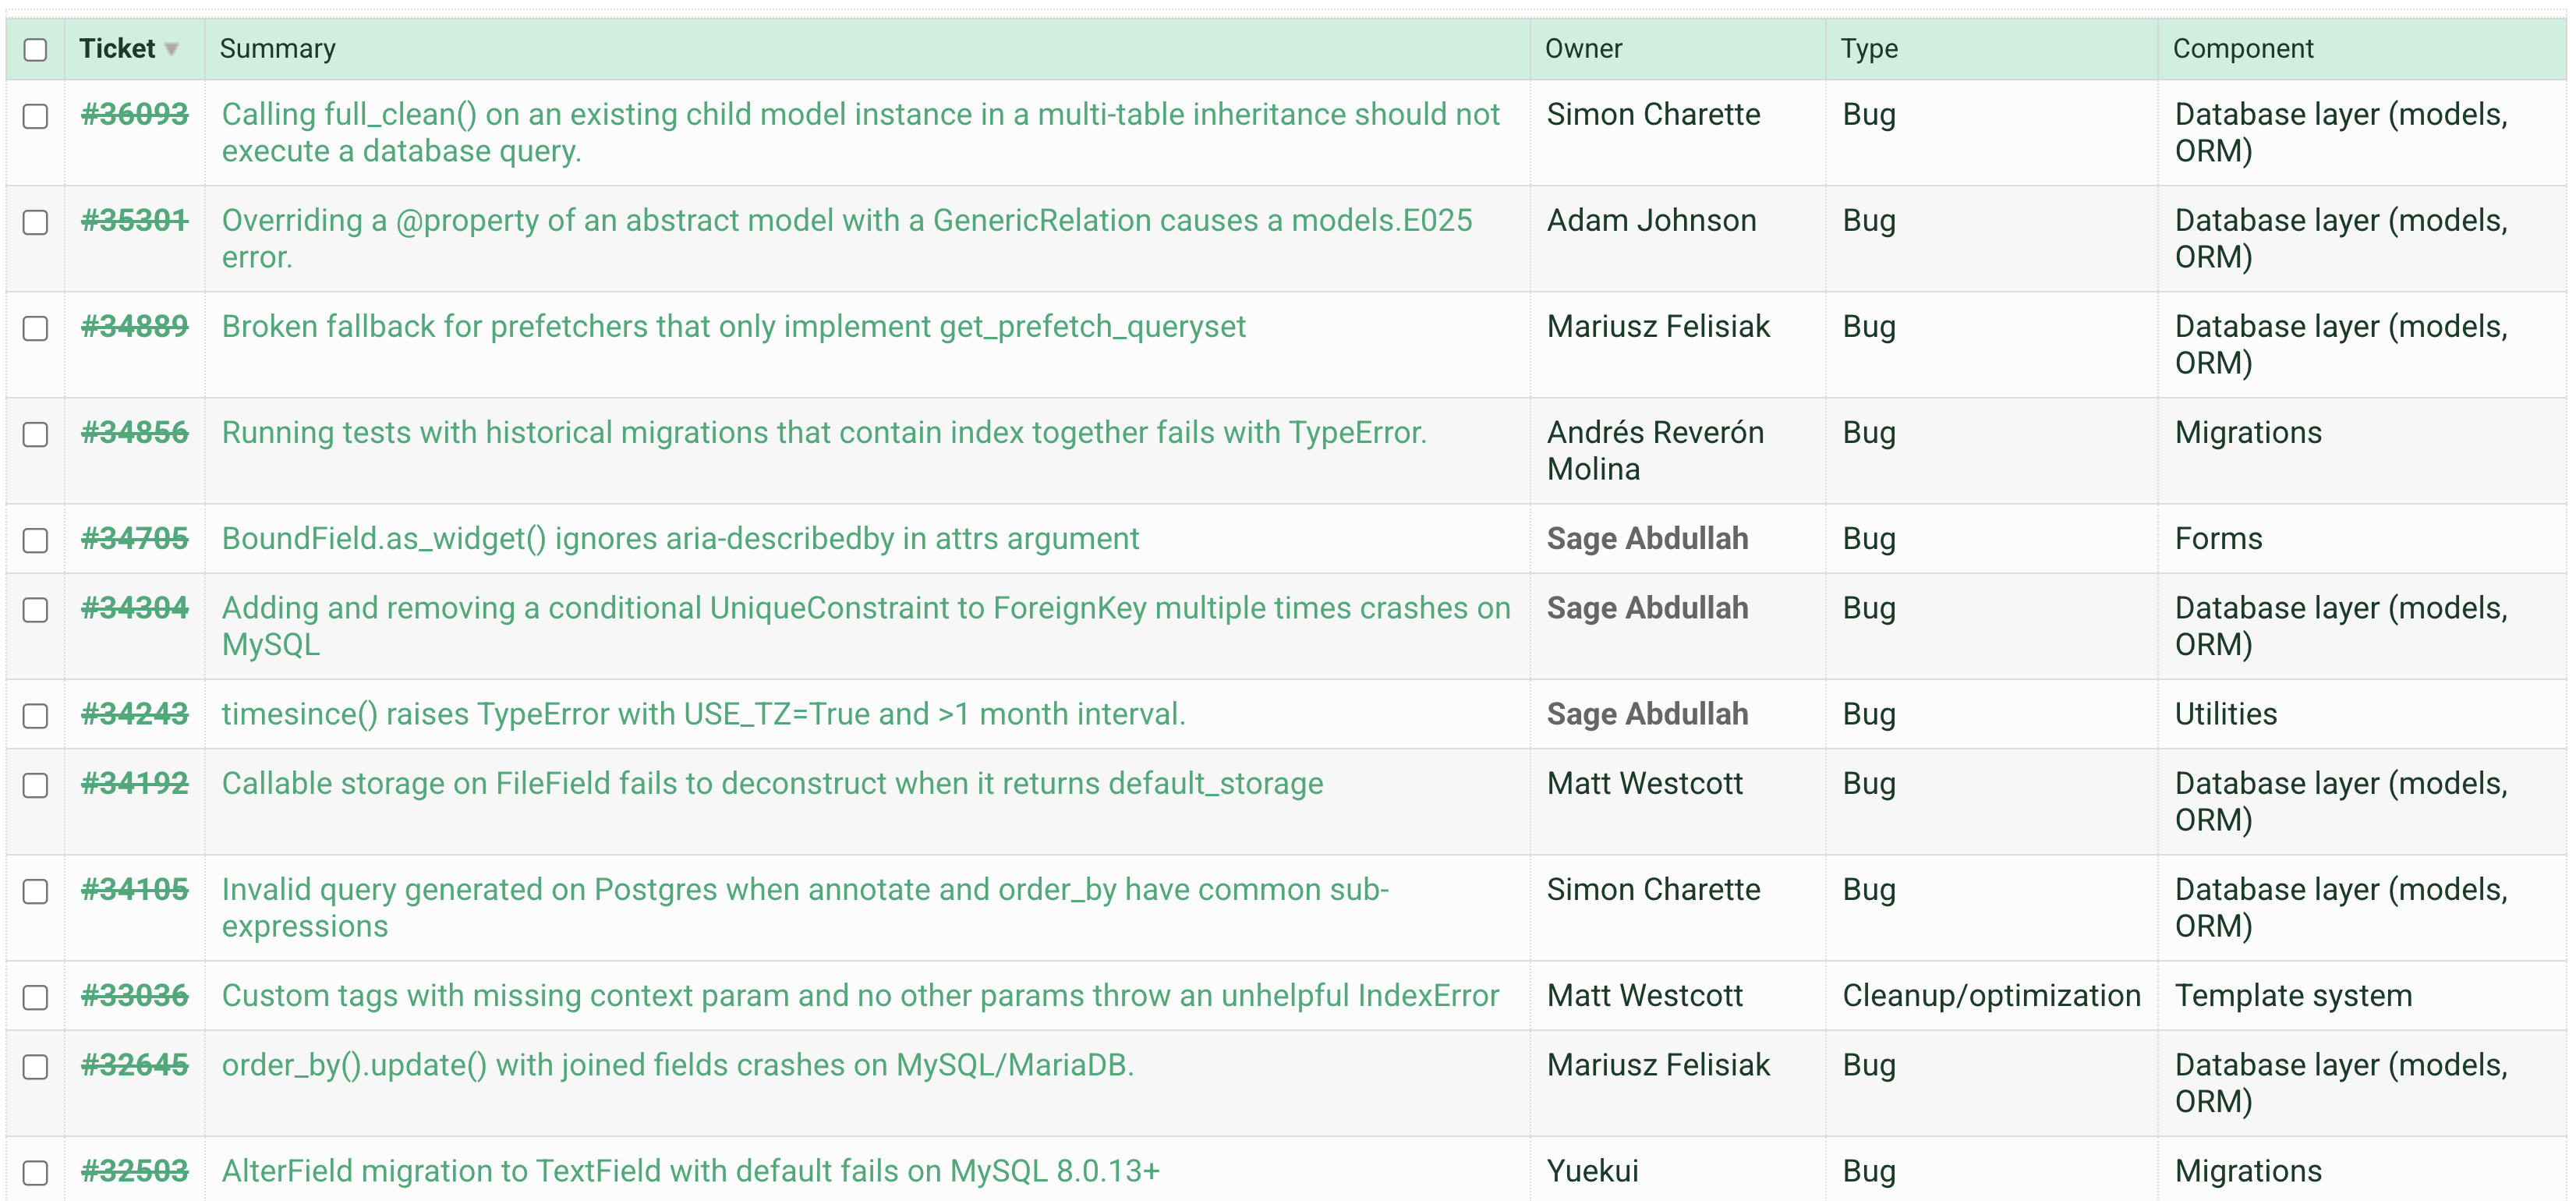 Ticket Summary Owner Type Component
#36093 Calling full_clean() on an existing child model instance in a multi-table inheritance should not Simon Charette Bug Database layer (models,
execute a database query. ORM)
#35301 Overriding a @property of an abstract model with a GenericRelation causes a models.E025 Adam Johnson Bug Database layer (models,
error. ORM)
#34889 Broken fallback for prefetchers that only implement get_prefetch_queryset Mariusz Felisiak Bug Database layer (models,
ORM)
#34856 Running tests with historical migrations that contain index together fails with TypeError. Andrés Reverón Bug Migrations
Molina
#34705 BoundField.as_widget() ignores aria-describedby in attrs argument Sage Abdullah Bug Forms
#34304 Adding and removing a conditional UniqueConstraint to ForeignKey multiple times crashes on Sage Abdullah Bug Database layer (models,
MySQL ORM)
#34243 timesince() raises TypeError with USE_TZ=True and >1 month interval. Sage Abdullah Bug Utilities
#34192 Callable storage on FileField fails to deconstruct when it returns default_storage Matt Westcott Bug Database layer (models,
ORM)
#34105 Invalid query generated on Postgres when annotate and order_by have common sub- Simon Charette Bug Database layer (models,
expressions ORM)
#33036 Custom tags with missing context param and no other params throw an unhelpful IndexError Matt Westcott Cleanup/optimization Template system
#32645 order_by().update() with joined fields crashes on MySQL/MariaDB. Mariusz Felisiak Bug Database layer (models,
ORM)
#32503 AlterField migration to TextField with default fails on MySQL 8.0.13+ Yuekui Bug Migrations